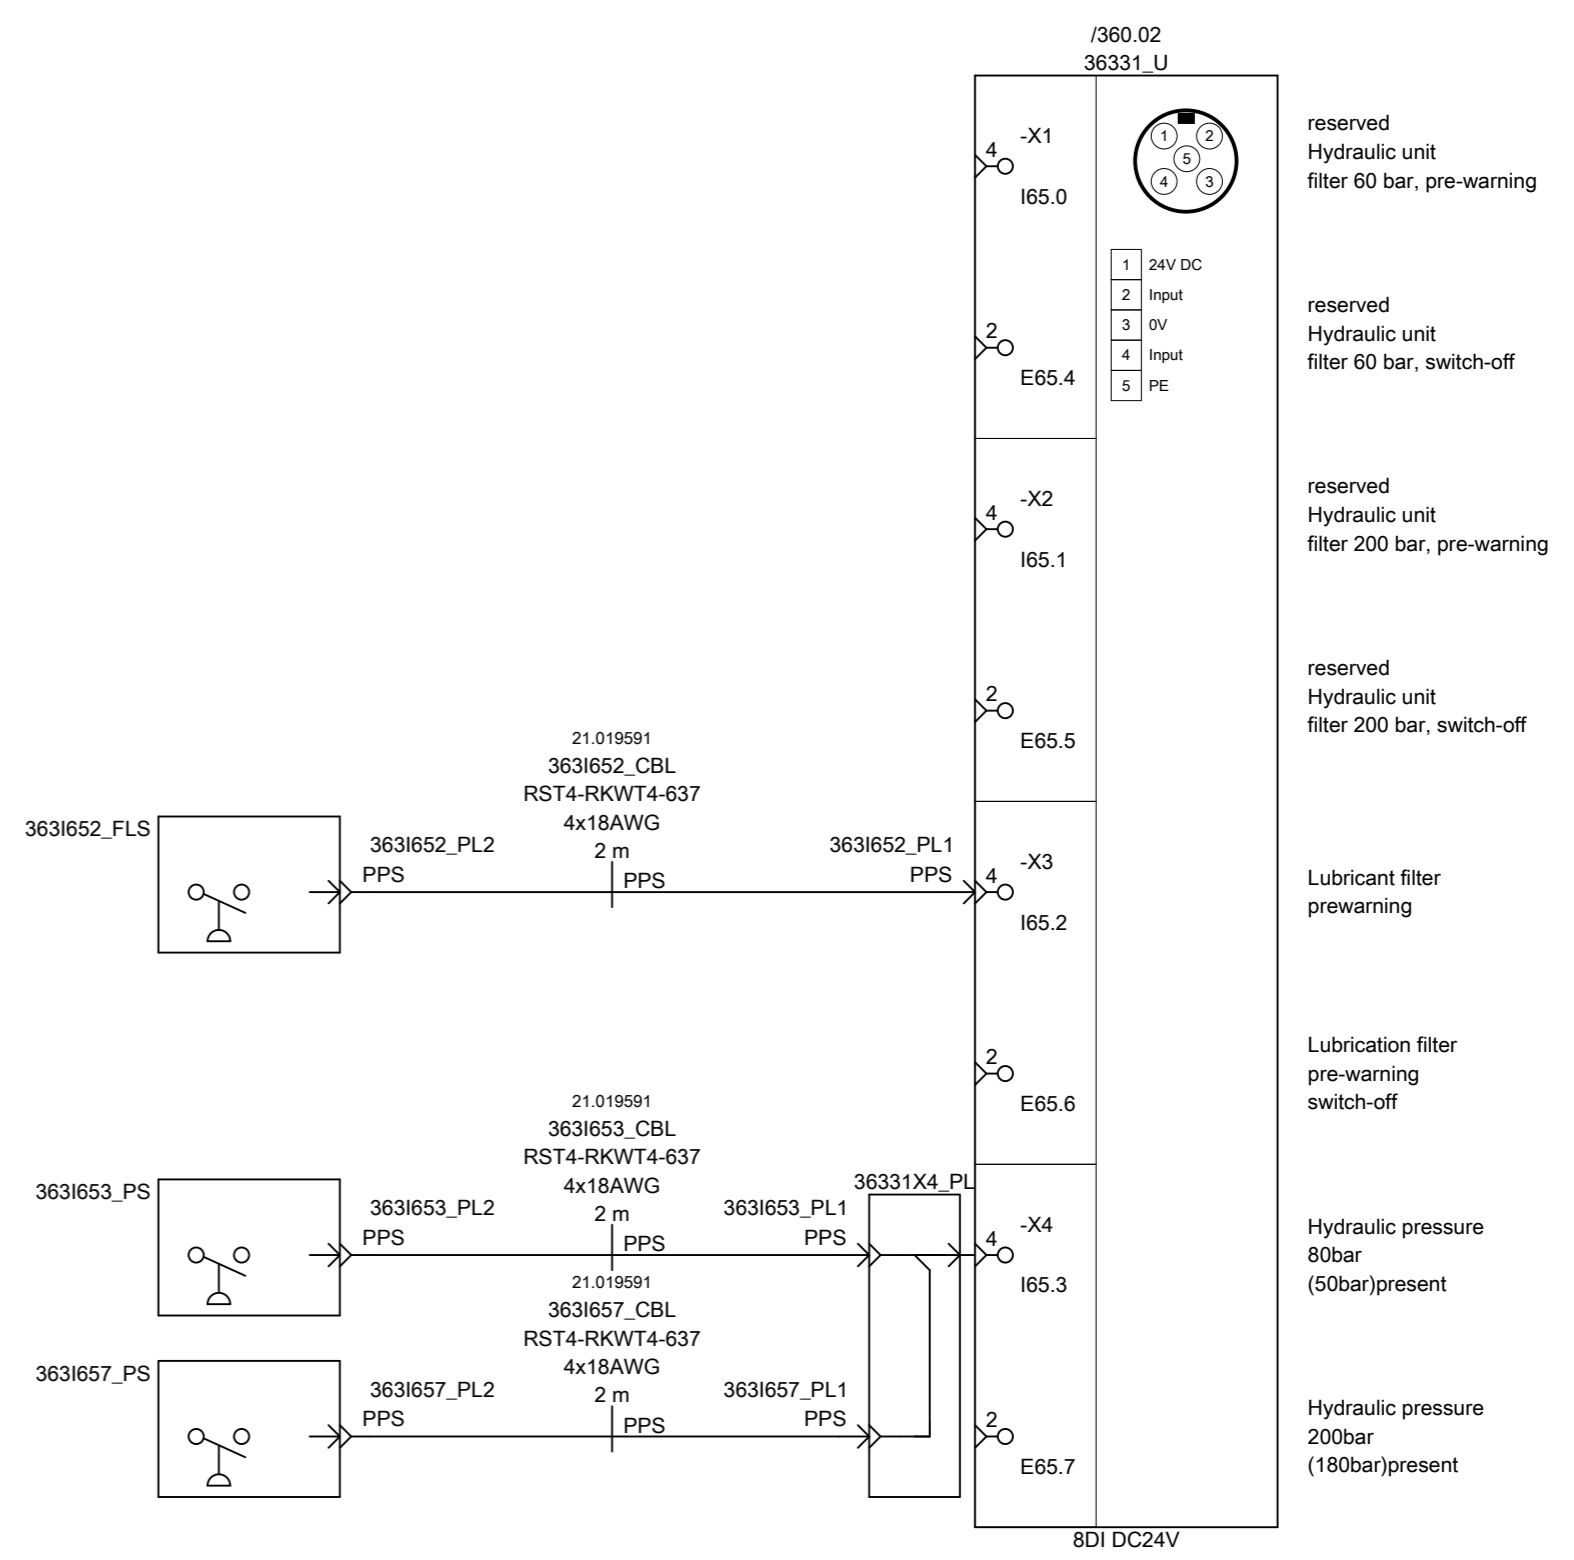 /360.02
36331_U
4
-X1
I65.0
1
2
5
4
3
reserved
Hydraulic unit
filter 60 bar, pre-warning
1 24V DC
2 Input
3 0V
4 Input
5 PE
2
E65.4
reserved
Hydraulic unit
filter 60 bar, switch-off
4
-X2
I65.1
reserved
Hydraulic unit
filter 200 bar, pre-warning
2
E65.5
reserved
Hydraulic unit
filter 200 bar, switch-off
363I652_FLS
363I652_PL2
PPS
21.019591
363I652_CBL
RST4-RKWT4-637
4x18AWG
2 m
PPS
363I652_PL1
PPS
4
-X3
I65.2
Lubricant filter
prewarning
2
E65.6
Lubrication filter
pre-warning
switch-off
363I653_PS
363I653_PL2
PPS
21.019591
363I653_CBL
RST4-RKWT4-637
4x18AWG
2 m
PPS
363I653_PL1
PPS
36331X4_PL
4
-X4
I65.3
Hydraulic pressure
80bar
(50bar)present
363I657_PS
363I657_PL2
PPS
21.019591
363I657_CBL
RST4-RKWT4-637
4x18AWG
2 m
PPS
363I657_PL1
PPS
2
E65.7
Hydraulic pressure
200bar
(180bar)present
8DI DC24V